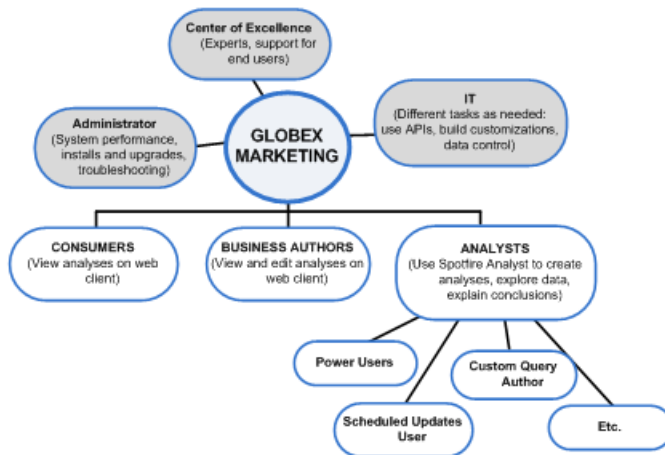 Center of Excellence
(Experts, support for
end users)
IT
(Different tasks as needed:
use APIs, build customizations,
data control)
Administrator
(System performance,
installs and upgrades,
troubleshooting)
GLOBEX
MARKETING
CONSUMERS
(View analyses on web
client)
BUSINESS AUTHORS
(View and edit analyses on
web client)
ANALYSTS
(Use Spotfire Analyst to create
analyses, explore data,
explain conclusions)
Power Users
Custom Query
Author
Scheduled Updates
User
Etc.